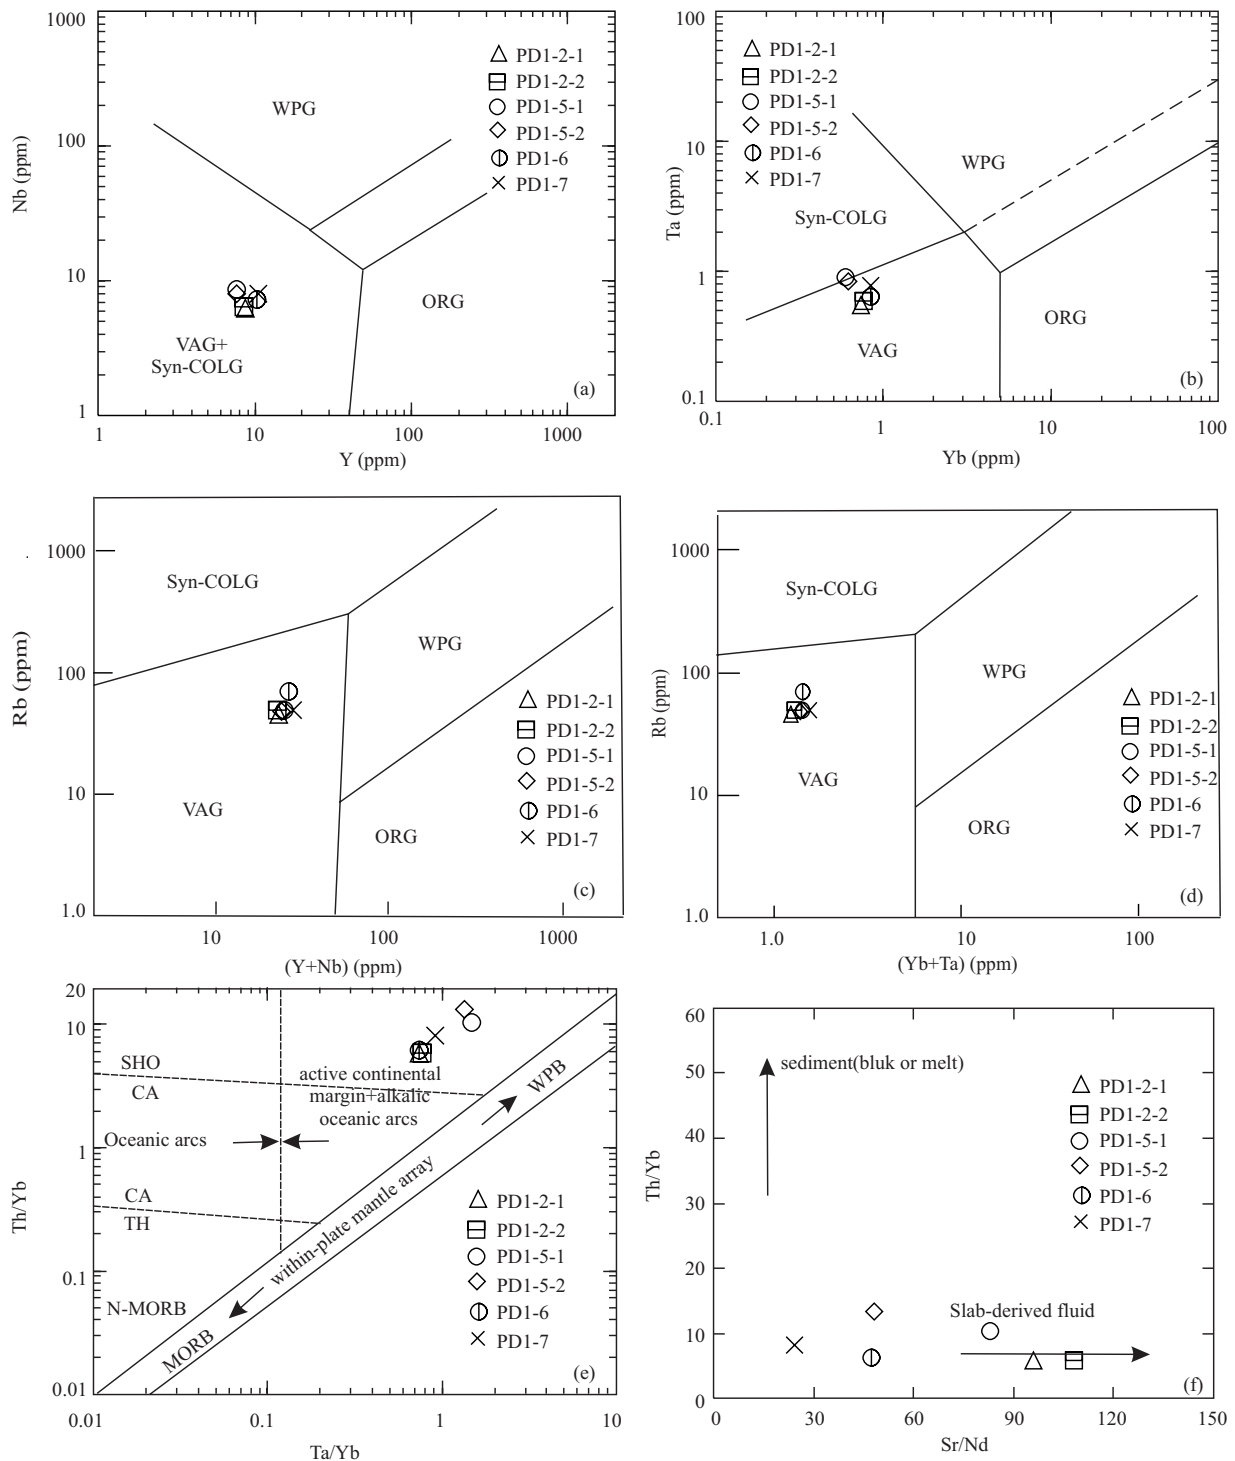 1000
100
10
1
Nb (ppm)
WPG
PD1-2-1
PD1-2-2
PD1-5-1
PD1-5-2
PD1-6
PD1-7
ORG
VAG+
Syn-COLG
(a)
1
10
100
1000
Y (ppm)
100
10
1
0.1
Ta (ppm)
PD1-2-1
PD1-2-2
PD1-5-1
PD1-5-2
PD1-6
PD1-7
WPG
Syn-COLG
ORG
VAG
(b)
0.1
1
10
100
Yb (ppm)
1000
100
10
1.0
Rb (ppm)
Syn-COLG
WPG
PD1-2-1
PD1-2-2
PD1-5-1
PD1-5-2
PD1-6
PD1-7
VAG
ORG
(c)
10
100
1000
(Y+Nb) (ppm)
1000
100
10
1.0
Rb (ppm)
Syn-COLG
WPG
PD1-2-1
PD1-2-2
PD1-5-1
PD1-5-2
PD1-6
PD1-7
VAG
ORG
(d)
1.0
10
100
(Yb+Ta) (ppm)
20
10
1
0.1
0.01
Th/Yb
SHO
CA
active continental
margin+alkalic
oceanic arcs
WPB
Oceanic arcs
CA
TH
within-plate mantle array
N-MORB
MORB
PD1-2-1
PD1-2-2
PD1-5-1
PD1-5-2
PD1-6
PD1-7
(e)
0.01
0.1
1
10
Ta/Yb
60
50
40
30
20
10
0
Th/Yb
sediment(bluk or melt)
PD1-2-1
PD1-2-2
PD1-5-1
PD1-5-2
PD1-6
PD1-7
Slab-derived fluid
(f)
0
30
60
90
120
150
Sr/Nd